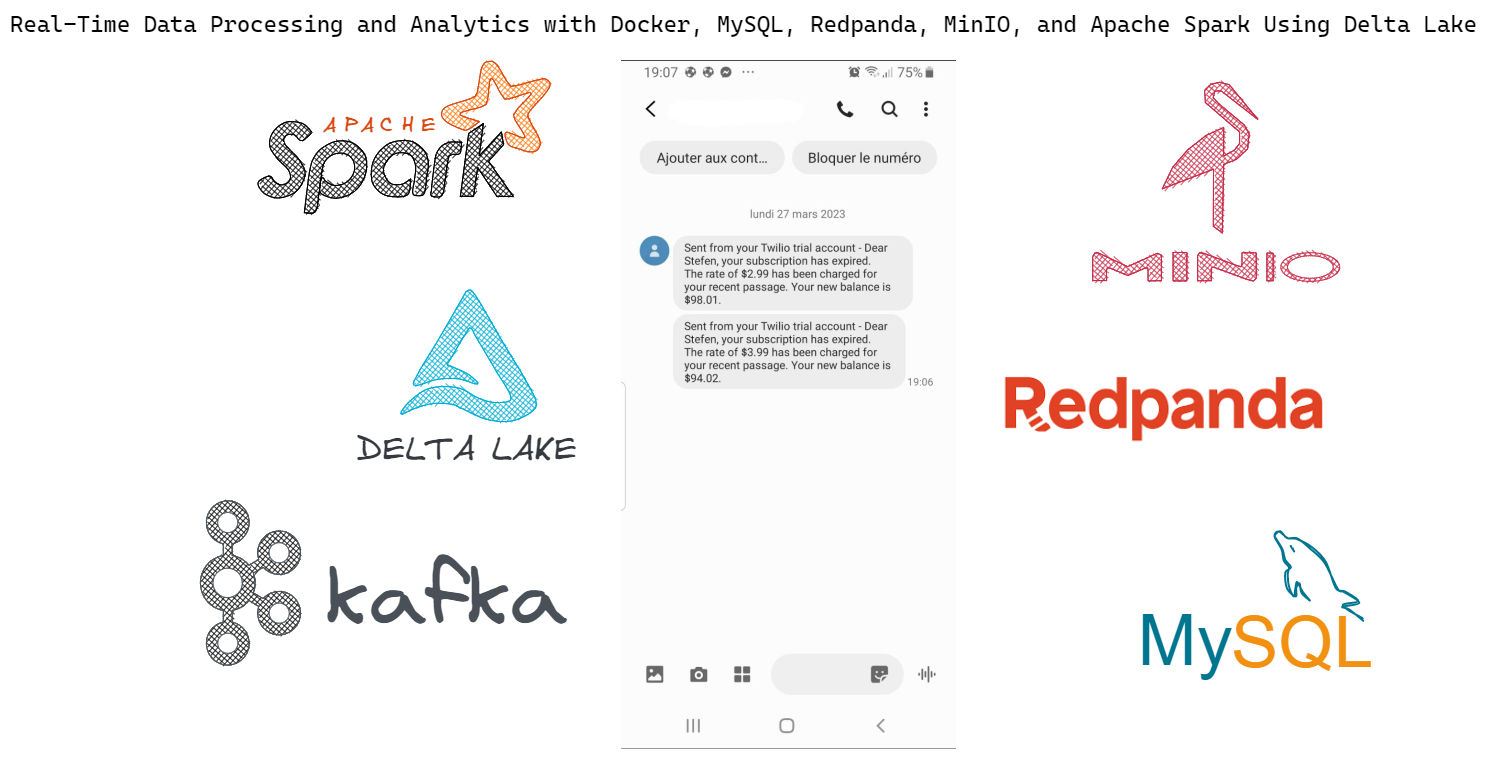 Real-Time Data Processing and Analytics with Docker, MySQL, Redpanda, MinIO, and Apache Spark Using Delta Lake
APACHE
Spark
DELTA LAKE
kafka
19:07
75%
Ajouter aux cont...
Bloquer le numéro
lundi 27 mars 2023
Sent from your Twilio trial account - Dear
Stefen, your subscription has expired.
The rate of $2.99 has been charged for
your recent passage. Your new balance is
$98.01.
Sent from your Twilio trial account - Dear
Stefen, your subscription has expired.
The rate of $3.99 has been charged for
your recent passage. Your new balance is
$94.02.
19:06
MINIO
Redpanda
MySQL